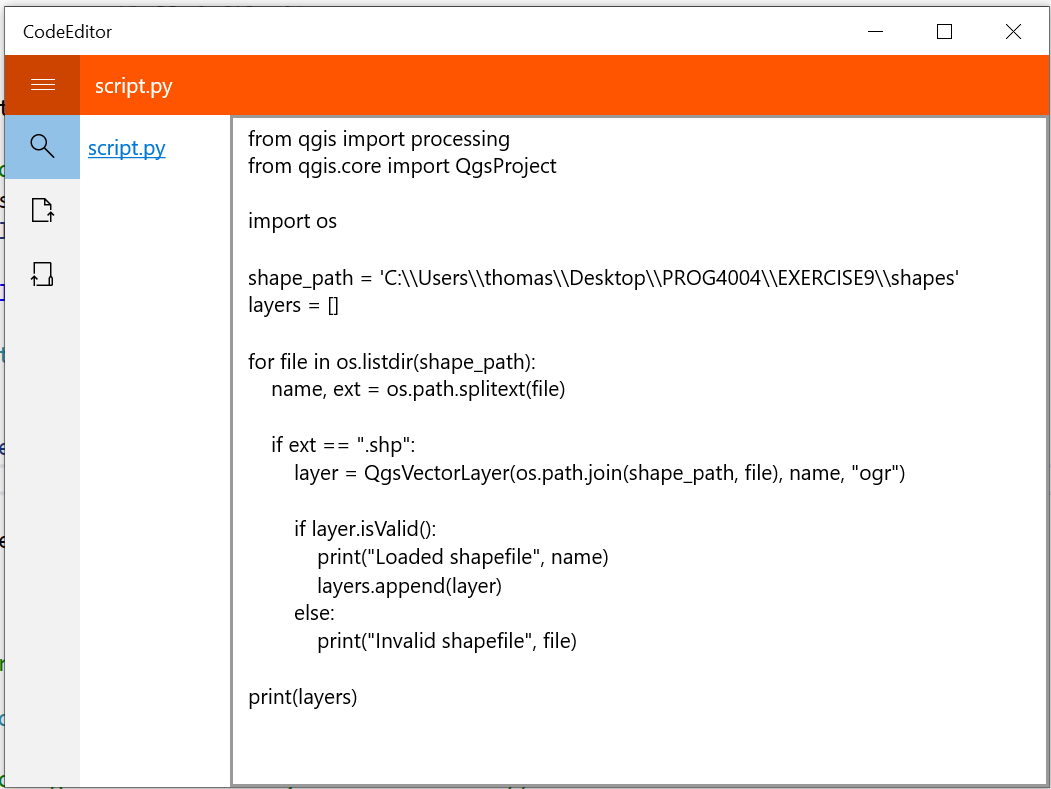 CodeEditor
script.py
script.py
from qgis import processing
from qgis.core import QgsProject
import os
shape_path = 'C:\\Users\\thomas\\Desktop\\PROG4004\\EXERCISE9\\shapes'
layers = []
for file in os.listdir(shape_path):
    name, ext = os.path.splitext(file)
    if ext == ".shp":
        layer = QgsVectorLayer(os.path.join(shape_path, file), name, "ogr")
        if layer.isValid():
            print("Loaded shapefile", name)
            layers.append(layer)
        else:
            print("Invalid shapefile", file)
print(layers)